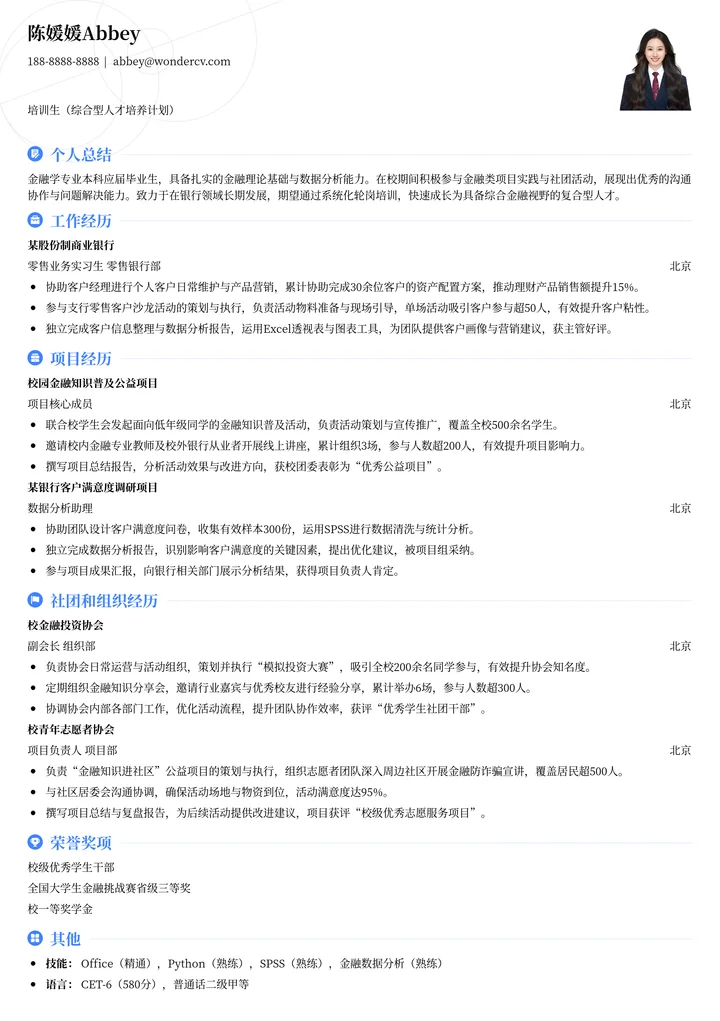 陈媛媛Abbey
188-8888-8888 | abbey@wondercv.com
培训生（综合型人才培养计划）
个人总结
金融学专业本科应届毕业生，具备扎实的金融理论基础与数据分析能力。在校期间积极参与金融类项目实践与社团活动，展现出优秀的沟通
协作与问题解决能力。致力于在银行领域长期发展，期望通过系统化轮岗培训，快速成长为具备综合金融视野的复合型人才。
工作经历
某股份制商业银行
零售业务实习生 零售银行部 北京
• 协助客户经理进行个人客户日常维护与产品营销，累计协助完成30余位客户的资产配置方案，推动理财产品销售额提升15%。
• 参与支行零售客户沙龙活动的策划与执行，负责活动物料准备与现场引导，单场活动吸引客户参与超50人，有效提升客户粘性。
• 独立完成客户信息整理与数据分析报告，运用Excel透视表与图表工具，为团队提供客户画像与营销建议，获主管好评。
项目经历
校园金融知识普及公益项目
项目核心成员 北京
• 联合校学生会发起面向低年级同学的金融知识普及活动，负责活动策划与宣传推广，覆盖全校500余名学生。
• 邀请校内金融专业教师及校外银行从业者开展线上讲座，累计组织3场，参与人数超200人，有效提升项目影响力。
• 撰写项目总结报告，分析活动效果与改进方向，获校团委表彰为“优秀公益项目”。
某银行客户满意度调研项目
数据分析助理 北京
• 协助团队设计客户满意度问卷，收集有效样本300份，运用SPSS进行数据清洗与统计分析。
• 独立完成数据分析报告，识别影响客户满意度的关键因素，提出优化建议，被项目组采纳。
• 参与项目成果汇报，向银行相关部门展示分析结果，获得项目负责人肯定。
社团和组织经历
校金融投资协会
副会长 组织部 北京
• 负责协会日常运营与活动组织，策划并执行“模拟投资大赛”，吸引全校200余名同学参与，有效提升协会知名度。
• 定期组织金融知识分享会，邀请行业嘉宾与优秀校友进行经验分享，累计举办6场，参与人数超300人。
• 协调协会内部各部门工作，优化活动流程，提升团队协作效率，获评“优秀学生社团干部”。
校青年志愿者协会
项目负责人 项目部 北京
• 负责“金融知识进社区”公益项目的策划与执行，组织志愿者团队深入周边社区开展金融防诈骗宣讲，覆盖居民超500人。
• 与社区居委会沟通协调，确保活动场地与物资到位，活动满意度达95%。
• 撰写项目总结与复盘报告，为后续活动提供改进建议，项目获评“校级优秀志愿服务项目”。
荣誉奖项
校级优秀学生干部
全国大学生金融挑战赛省级三等奖
校一等奖学金
其他
• 技能： Office（精通），Python（熟练），SPSS（熟练），金融数据分析（熟练）
• 语言： CET-6（580分），普通话二级甲等